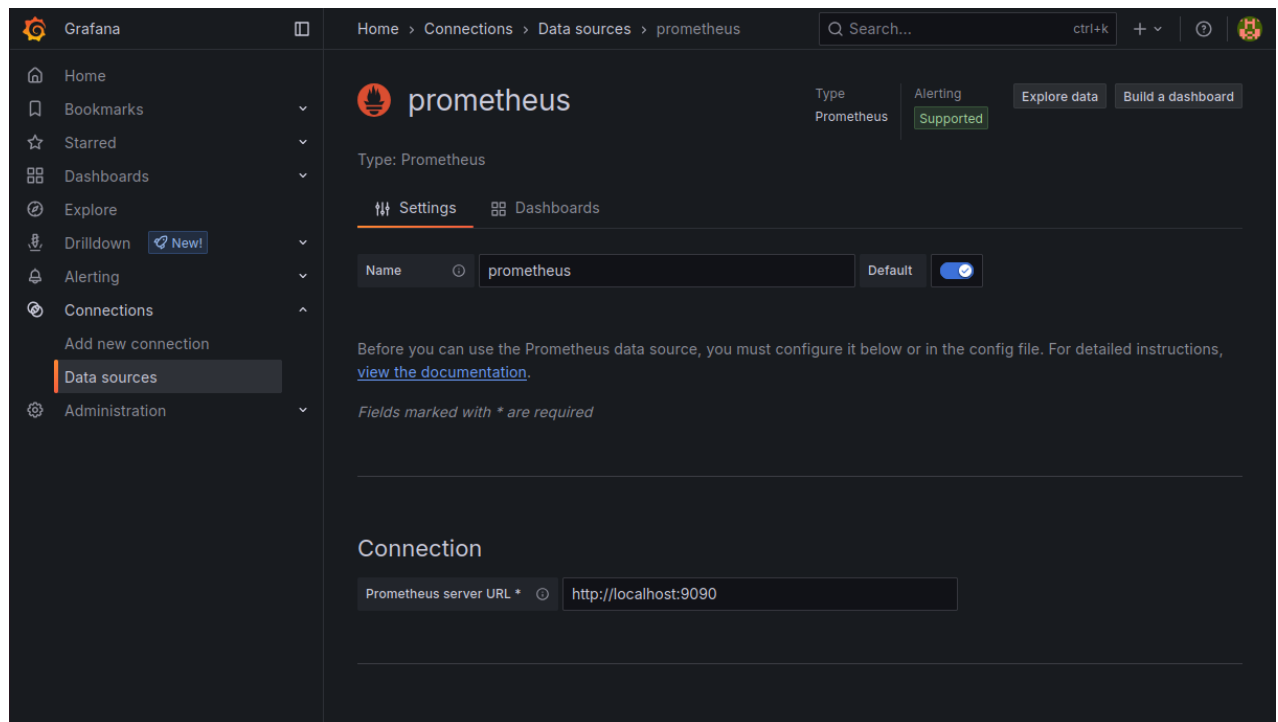 Grafana
Home › Connections › Data sources › prometheus
Search...
ctrl+k
Home
Bookmarks
Starred
Dashboards
Explore
Drilldown
New!
Alerting
Connections
Add new connection
Data sources
Administration
prometheus
Type
Prometheus
Alerting
Supported
Explore data
Build a dashboard
Type: Prometheus
Settings
Dashboards
Name
prometheus
Default
Before you can use the Prometheus data source, you must configure it below or in the config file. For detailed instructions,
view the documentation.
Fields marked with * are required
Connection
Prometheus server URL *
http://localhost:9090